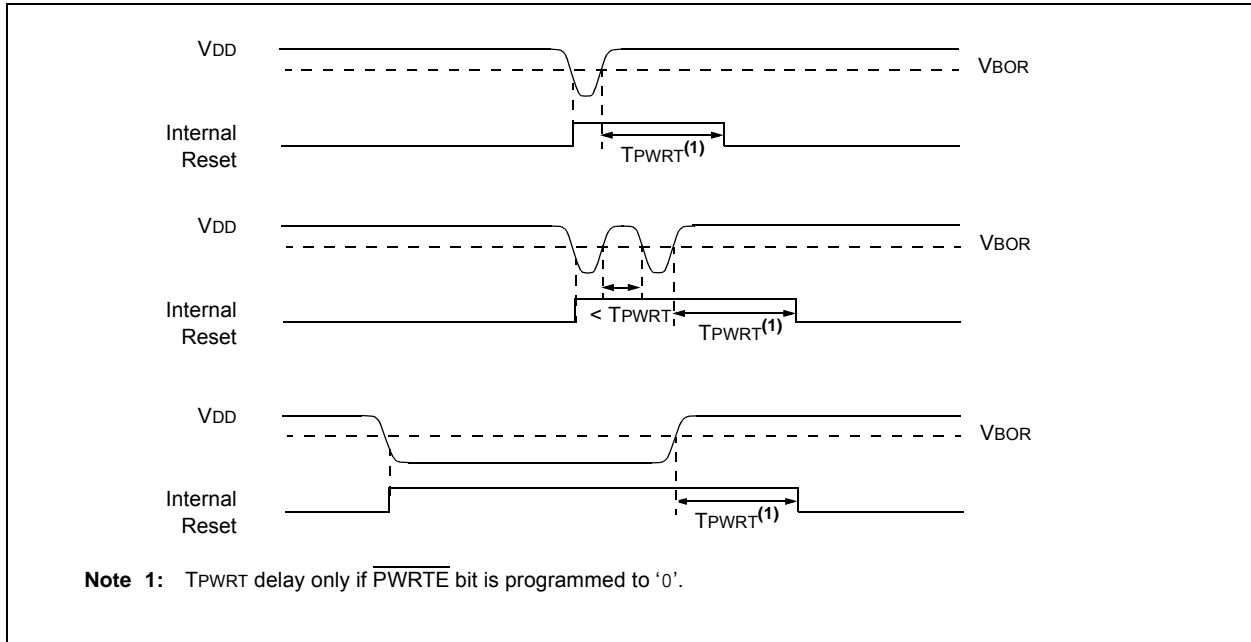 VDD
VBOR
Internal
Reset
TPWRT(1)
VDD
VBOR
Internal
Reset
< TPWRT
TPWRT(1)
VDD
VBOR
Internal
Reset
TPWRT(1)
Note 1: TPWRT delay only if PWRTE bit is programmed to ‘0’.